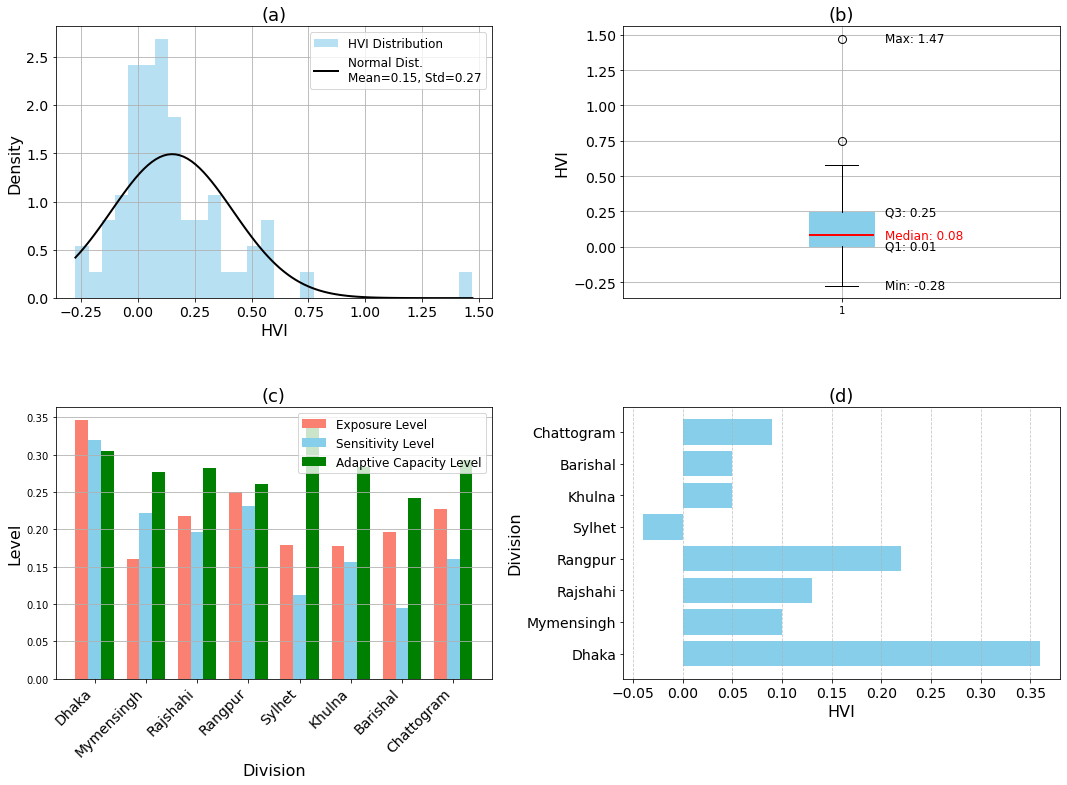 (a)
HVI Distribution
Normal Dist.
Mean=0.15, Std=0.27
Density
2.5
2.0
1.5
1.0
0.5
0.0
−0.25 0.00 0.25 0.50 0.75 1.00 1.25 1.50
HVI
(b)
HVI
1.50
1.25
1.00
0.75
0.50
0.25
0.00
−0.25
Max: 1.47
Q3: 0.25
Median: 0.08
Q1: 0.01
Min: -0.28
1
(c)
Exposure Level
Sensitivity Level
Adaptive Capacity Level
Level
0.35
0.30
0.25
0.20
0.15
0.10
0.05
0.00
Dhaka
Mymensingh
Rajshahi
Rangpur
Sylhet
Khulna
Barishal
Chattogram
Division
(d)
Division
Chattogram
Barishal
Khulna
Sylhet
Rangpur
Rajshahi
Mymensingh
Dhaka
−0.05 0.00 0.05 0.10 0.15 0.20 0.25 0.30 0.35
HVI